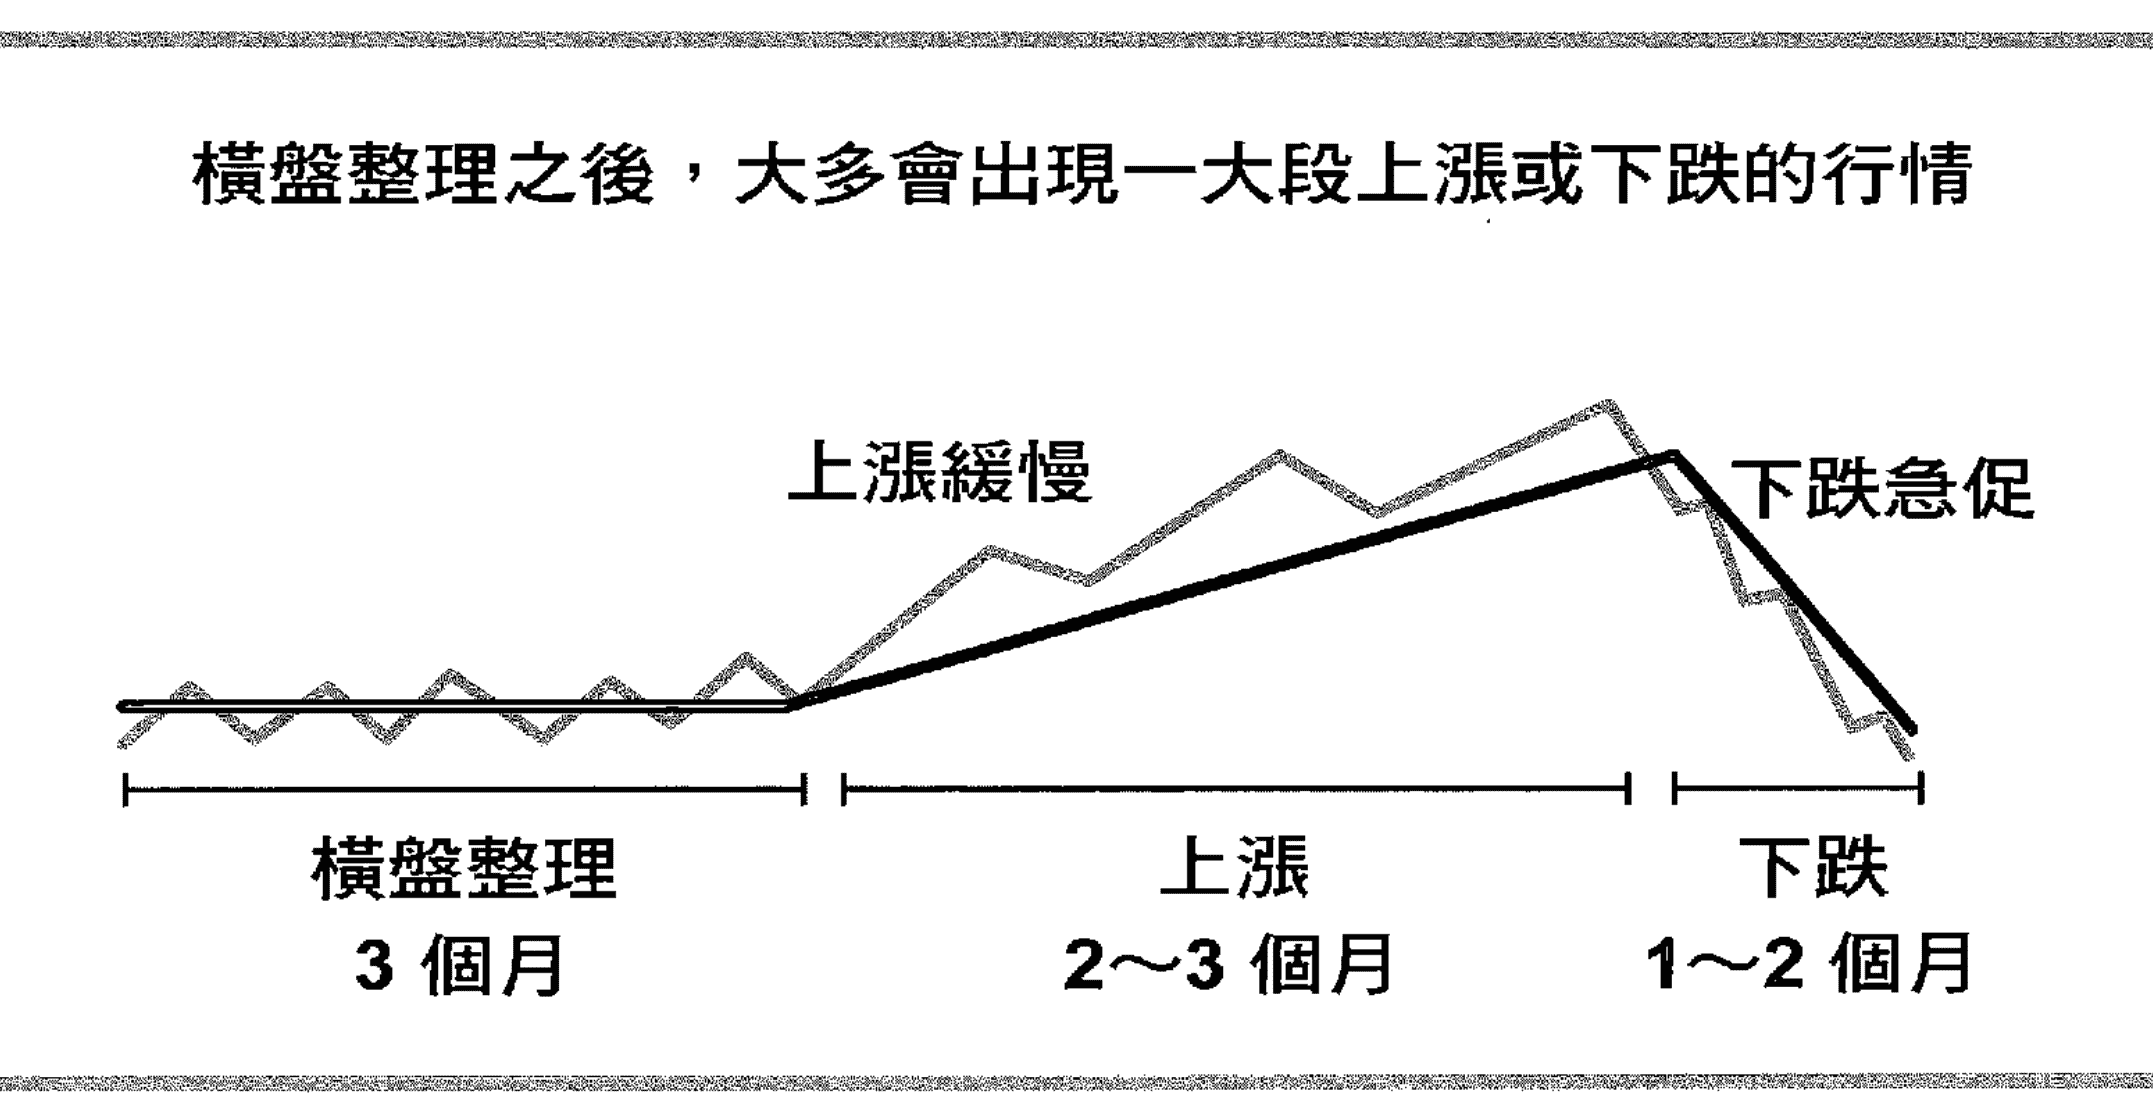 橫盤整理之後，大多會出現一大段上漲或下跌的行情
上漲緩慢
下跌急促
橫盤整理
3 個月
上漲
2～3 個月
下跌
1～2 個月